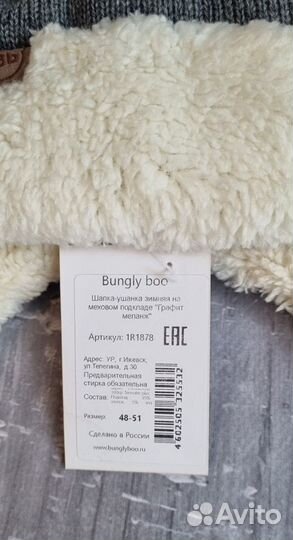 Bungly boo
Шапка-ушанка зимняя на
меховом подкладе "Графит
меланж"
Артикул: 1R1878
EAC
Адрес: УР, г.Ижевск,
ул Телегина, д.30
Предварительная
стирка обязательна
Состав:
Размер: 48-51
Сделано в России
www.bunglyboo.ru
4602505325532
Avito